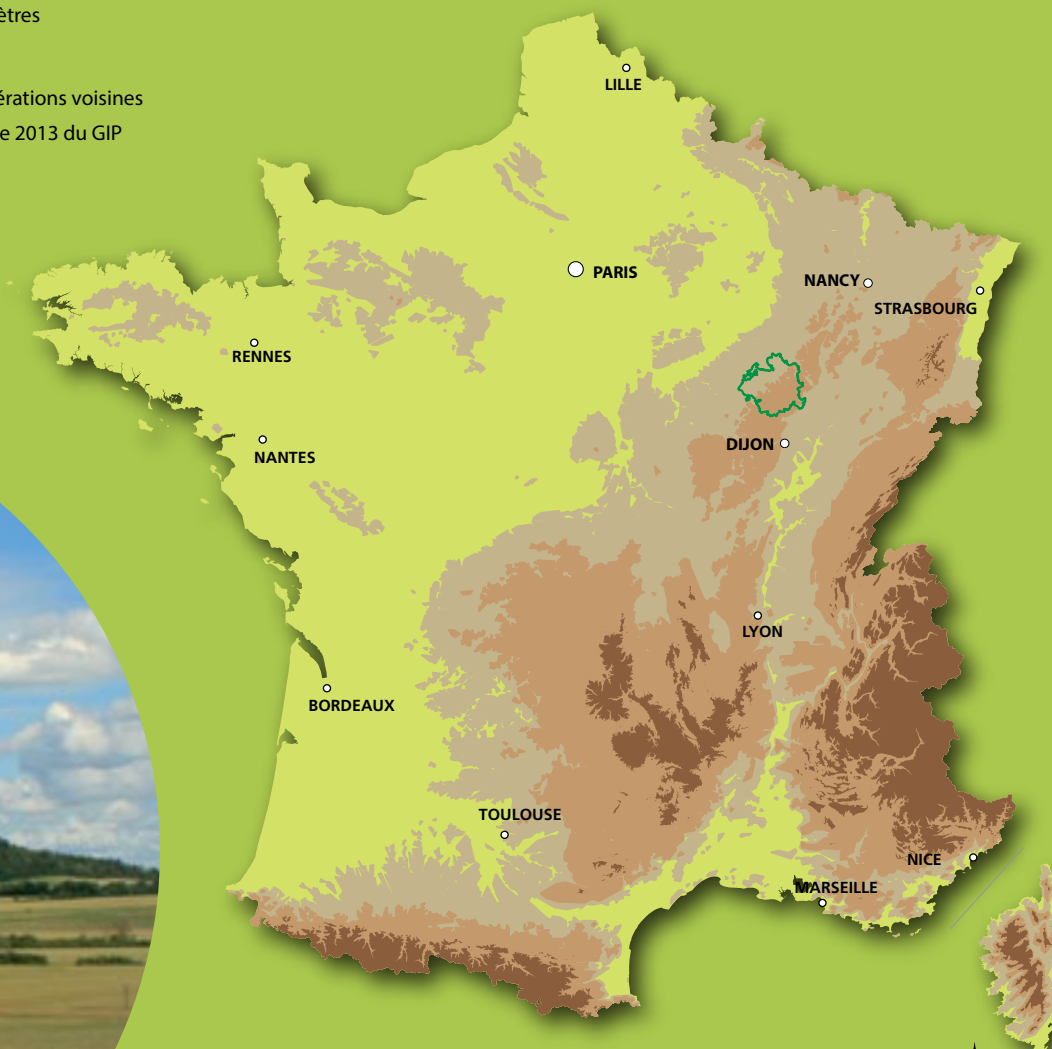 ètres
érations voisines
e 2013 du GIP
LILLE
PARIS
NANCY
STRASBOURG
RENNES
DIJON
NANTES
LYON
BORDEAUX
TOULOUSE
NICE
MARSEILLE